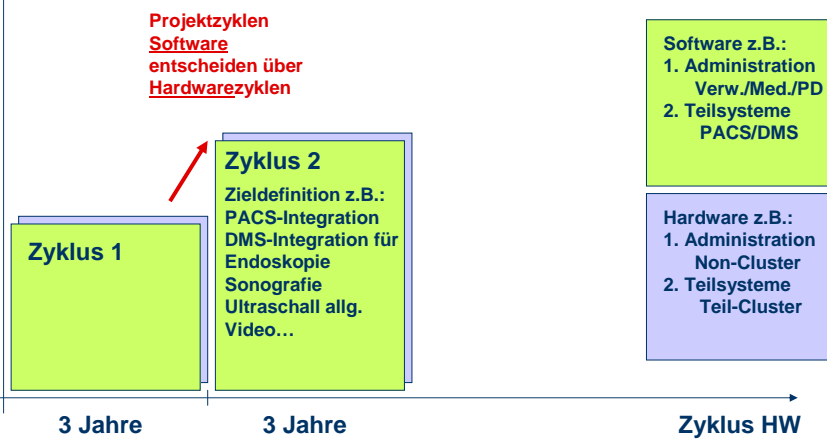 Projektzyklen
Software
entscheiden über
Hardwarezyklen
Software z.B.:
1. Administration
Verw./Med./PD
2. Teilsysteme
PACS/DMS
Zyklus 2
Zieldefinition z.B.:
PACS-Integration
DMS-Integration für
Endoskopie
Sonografie
Ultraschall allg.
Video…
Zyklus 1
Hardware z.B.:
1. Administration
Non-Cluster
2. Teilsysteme
Teil-Cluster
3 Jahre
3 Jahre
Zyklus HW